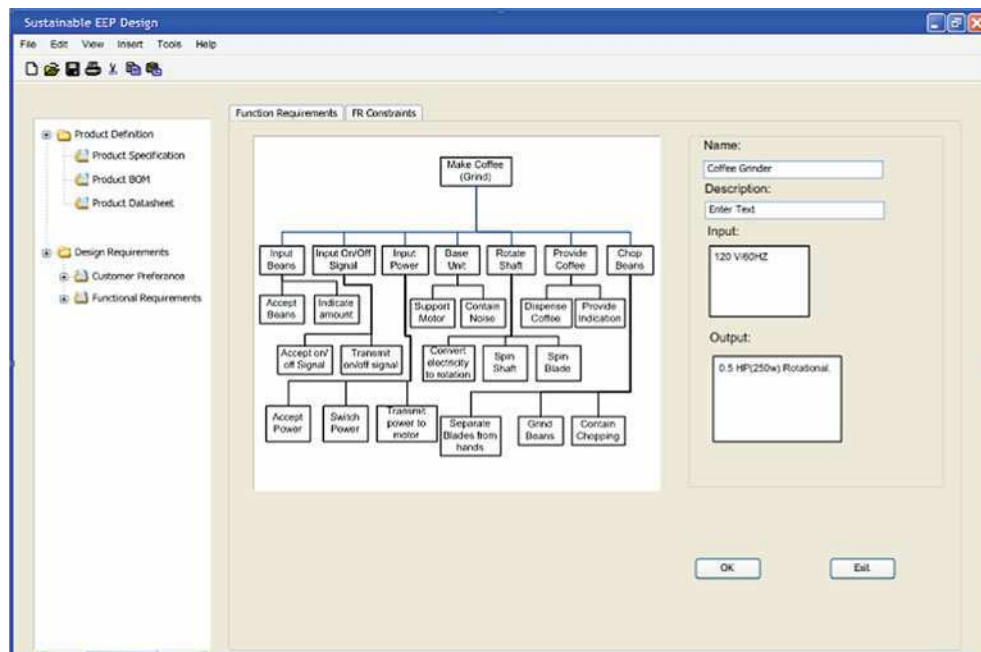 Sustainable EEP Design
File Edit View Insert Tools Help
Product Definition
Product Specification
Product BOM
Product Datasheet
Design Requirements
Customer Preferance
Functional Requirements
Function Requirements FR Constraints
Make Coffee
(Grind)
Input
Beans
Input On/Off
Signal
Input
Power
Base
Unit
Rotate
Shaft
Provide
Coffee
Chop
Beans
Accept
Beans
Indicate
amount
Support
Motor
Contain
Noise
Dispense
Coffee
Provide
Indication
Accept on/
off Signal
Transmit
on/off signal
Convert
electricity
to rotation
Spin
Shaft
Spin
Blade
Accept
Power
Switch
Power
Transmit
power to
motor
Separate
Blades from
hands
Grind
Beans
Contain
Chopping
Name:
Coffee Grinder
Description:
Enter Text
Input:
120 V/60HZ
Output:
0.5 HP(250w) Rotational.
OK
Exit